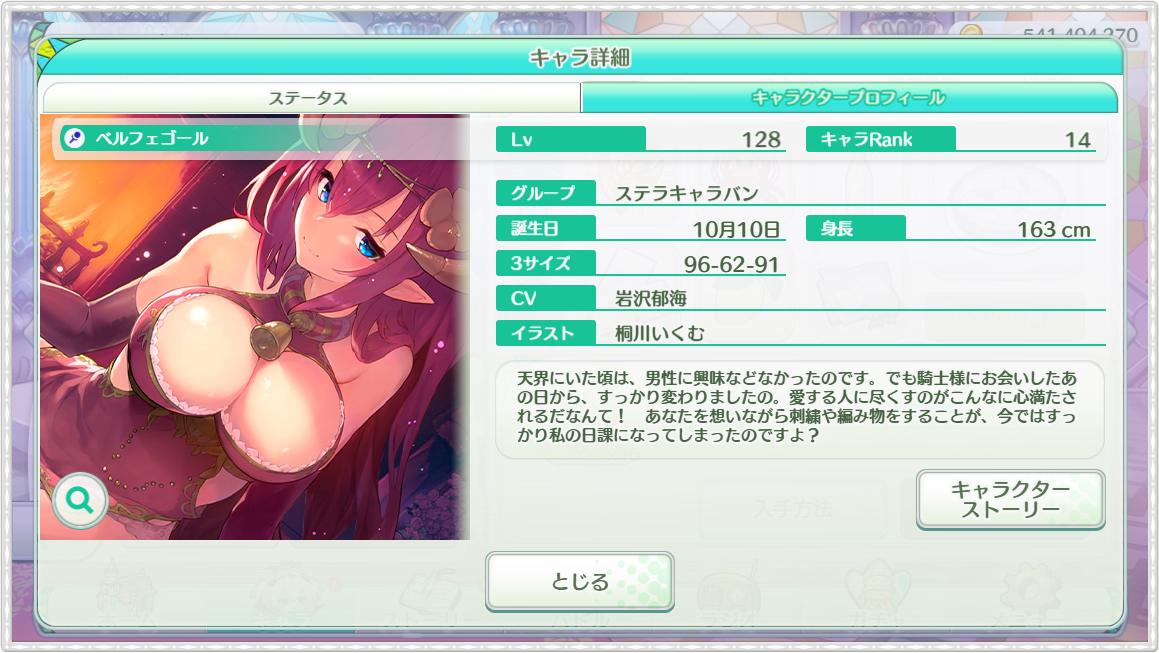 541,494,270
キャラ詳細
ステータス
キャラクタープロフィール
ベルフェゴール
Lv 128
キャラRank 14
グループ ステラキャラバン
誕生日 10月10日
身長 163 cm
3サイズ 96-62-91
CV 岩沢郁海
イラスト 桐川いくむ
天界にいた頃は、男性に興味などなかったのです。でも騎士様にお会いしたあ
の日から、すっかり変わりましたの。愛する人に尽くすのがこんなに心満たさ
れるだなんて！　あなたを想いながら刺繍や編み物をすることが、今ではすっ
かり私の日課になってしまったのですよ？
入手方法
キャラクター
ストーリー
とじる